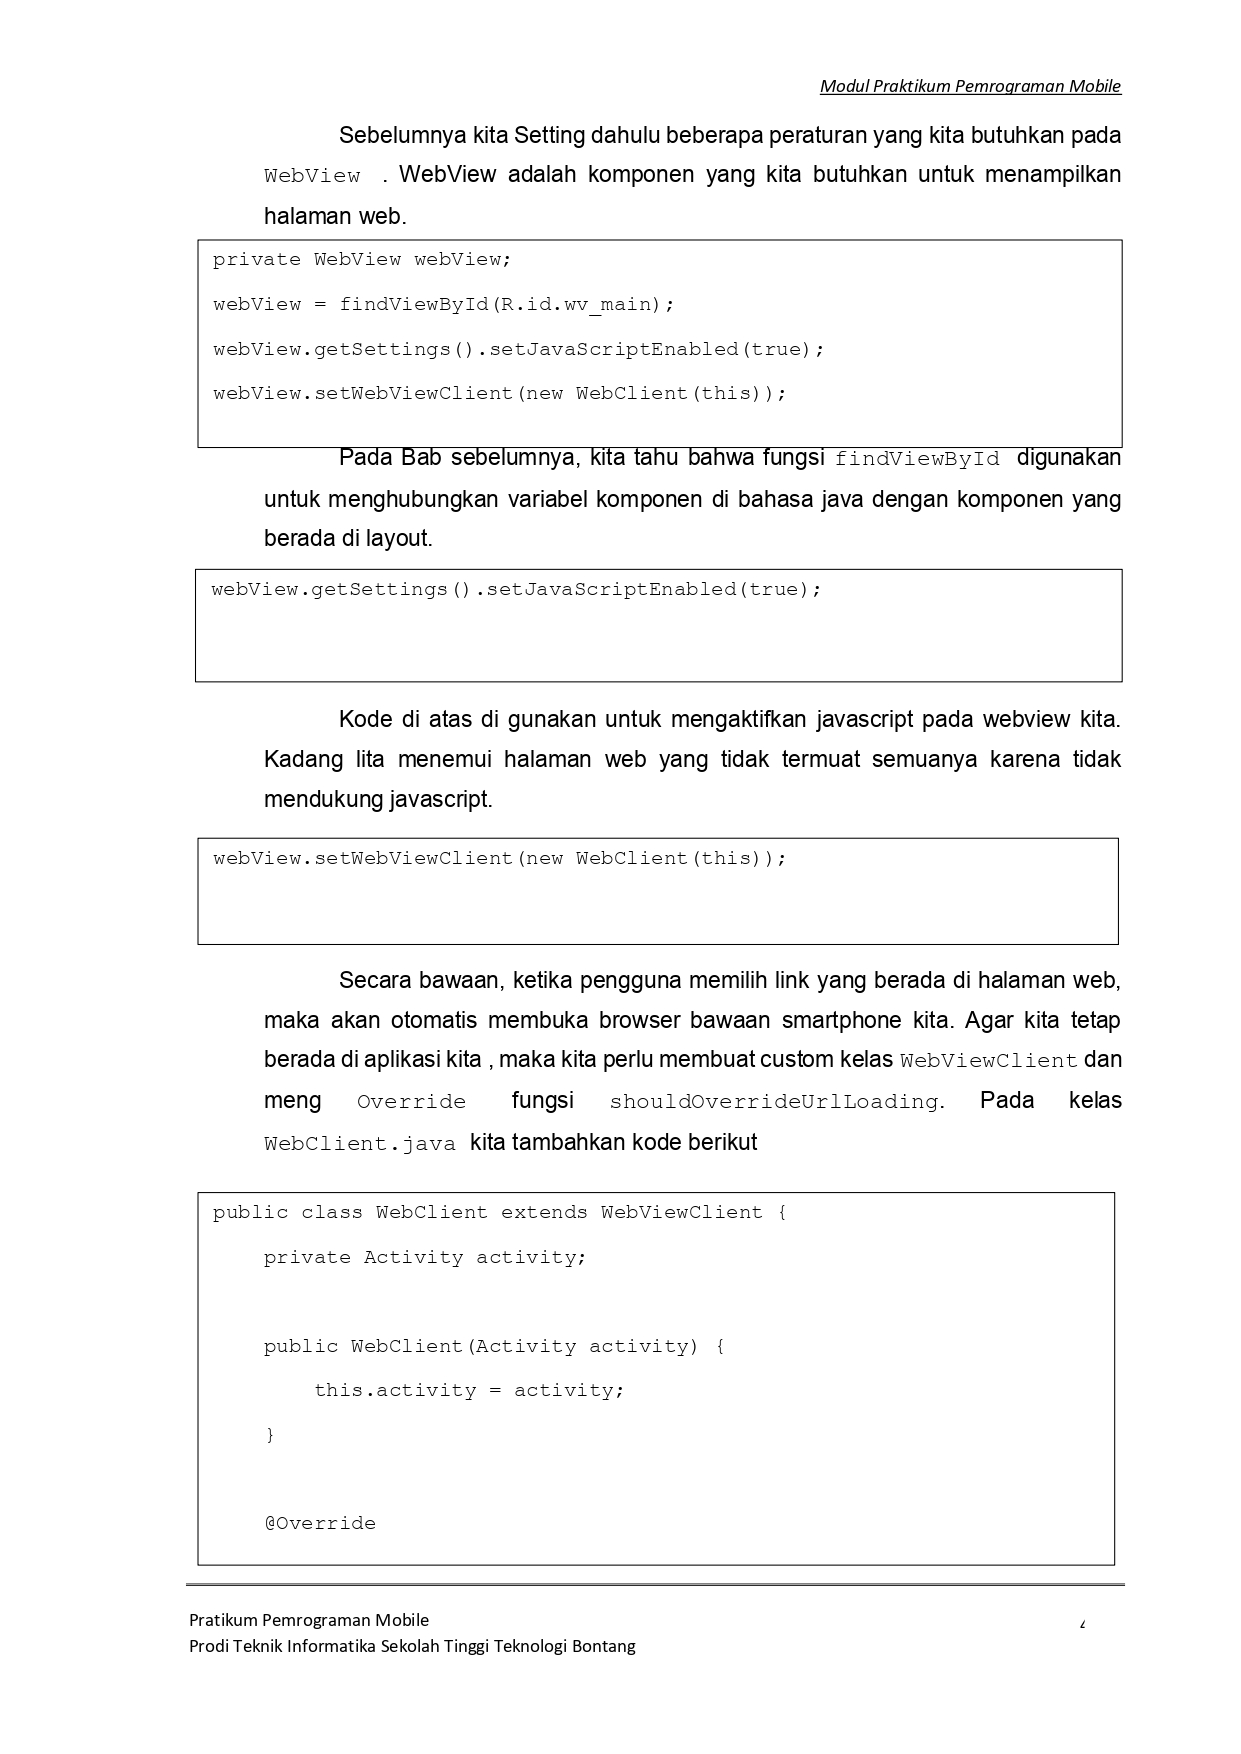 Modul Praktikum Pemrograman Mobile
Sebelumnya kita Setting dahulu beberapa peraturan yang kita butuhkan pada
WebView . WebView adalah komponen yang kita butuhkan untuk menampilkan
halaman web.
private WebView webView;
webView = findViewById(R.id.wv_main);
webView.getSettings().setJavaScriptEnabled(true);
webView.setWebViewClient(new WebClient(this));
Pada Bab sebelumnya, kita tahu bahwa fungsi findViewById digunakan
untuk menghubungkan variabel komponen di bahasa java dengan komponen yang
berada di layout.
webView.getSettings().setJavaScriptEnabled(true);
Kode di atas di gunakan untuk mengaktifkan javascript pada webview kita.
Kadang lita menemui halaman web yang tidak termuat semuanya karena tidak
mendukung javascript.
webView.setWebViewClient(new WebClient(this));
Secara bawaan, ketika pengguna memilih link yang berada di halaman web,
maka akan otomatis membuka browser bawaan smartphone kita. Agar kita tetap
berada di aplikasi kita , maka kita perlu membuat custom kelas WebViewClient dan
meng Override fungsi shouldOverrideUrlLoading. Pada kelas
WebClient.java kita tambahkan kode berikut
public class WebClient extends WebViewClient {
    private Activity activity;
    public WebClient(Activity activity) {
        this.activity = activity;
    }
    @Override
Pratikum Pemrograman Mobile
Prodi Teknik Informatika Sekolah Tinggi Teknologi Bontang